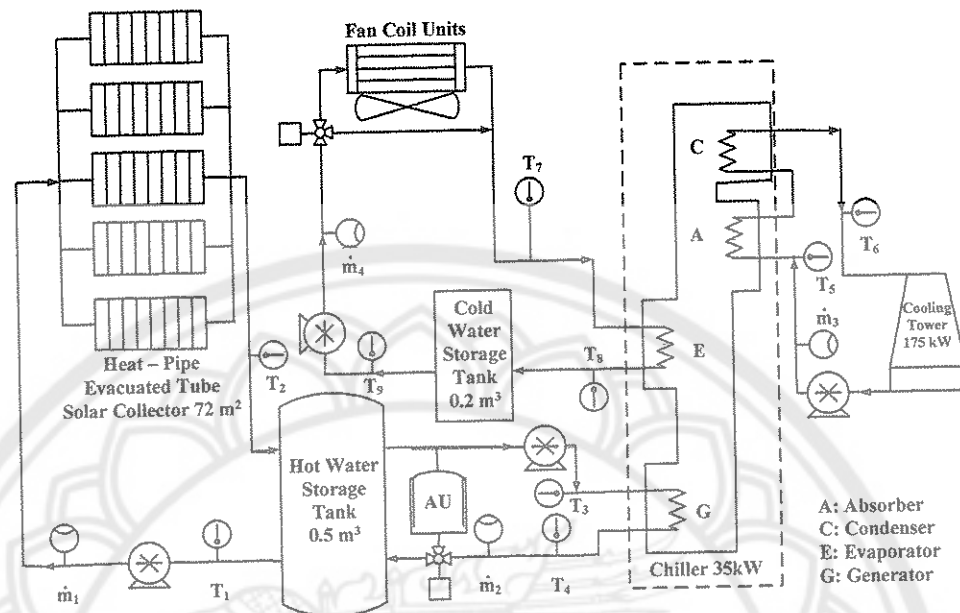 Fan Coil Units
Heat – Pipe
Evacuated Tube
Solar Collector 72 m²
T₂
ṁ₄
T₉
T₇
Cold
Water
Storage
Tank
0.2 m³
T₈
C
A
E
G
T₆
T₅
ṁ₃
Cooling
Tower
175 kW
Hot Water
Storage
Tank
0.5 m³
AU
T₃
ṁ₁
T₁
ṁ₂
T₄
Chiller 35kW
A: Absorber
C: Condenser
E: Evaporator
G: Generator